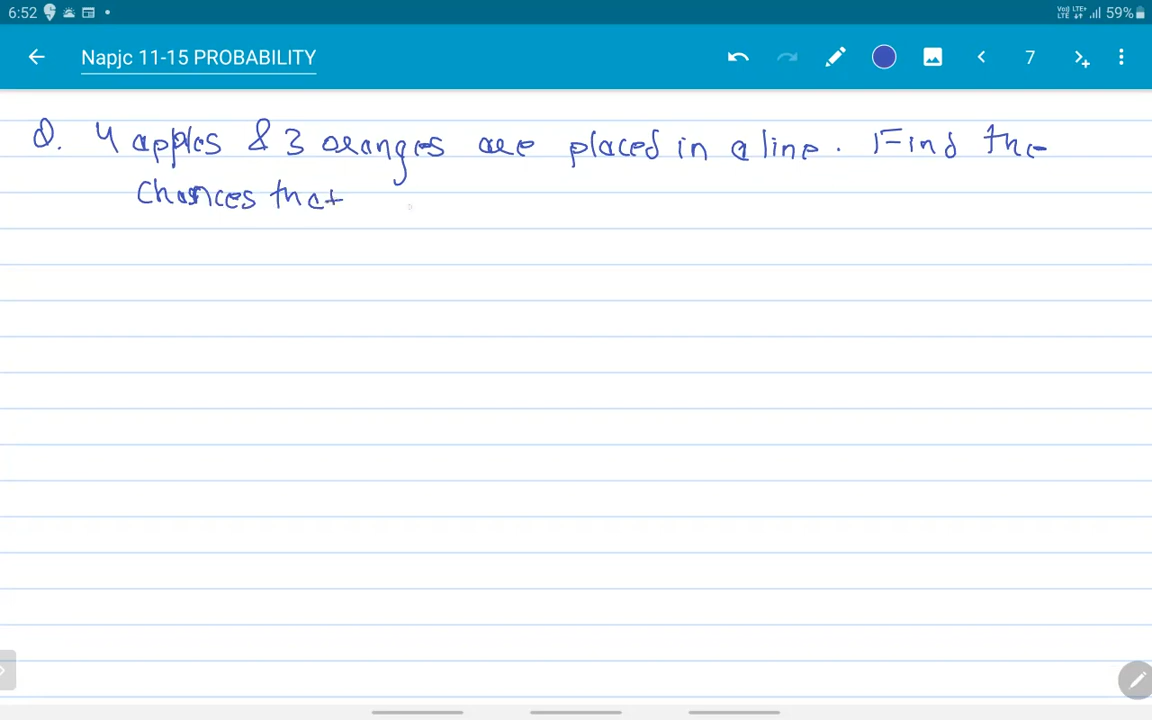 6:52 59%
Napjc 11-15 PROBABILITY 7
Q. 4 apples & 3 oranges are placed in a line. Find the
chances that